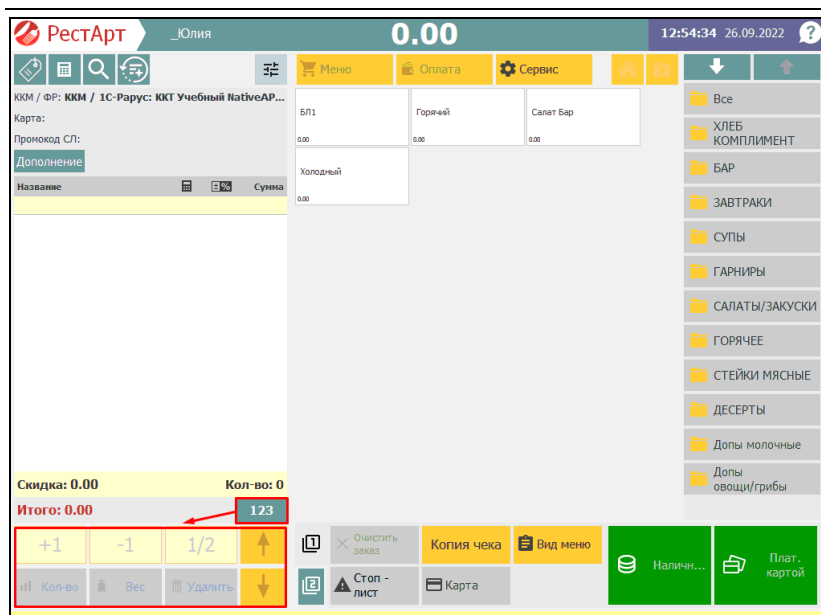 РестАрт
_Юлия
0.00
12:54:34 26.09.2022
?
Меню
Оплата
Сервис
ККМ / ФР: ККМ / 1С-Рарус: ККТ Учебный NativeAP...
Карта:
Промокод СЛ:
Дополнение
Название
Сумма
Скидка: 0.00
Кол-во: 0
Итого: 0.00
123
+1
-1
1/2
Кол-во
Вес
Удалить
БЛ1
0.00
Горячий
0.00
Салат Бар
0.00
Холодный
0.00
1
Очистить
заказ
Копия чека
Вид меню
2
Стоп -
лист
Карта
Наличн...
Плат.
картой
Все
ХЛЕБ
КОМПЛИМЕНТ
БАР
ЗАВТРАКИ
СУПЫ
ГАРНИРЫ
САЛАТЫ/ЗАКУСКИ
ГОРЯЧЕЕ
СТЕЙКИ МЯСНЫЕ
ДЕСЕРТЫ
Допы молочные
Допы
овощи/грибы